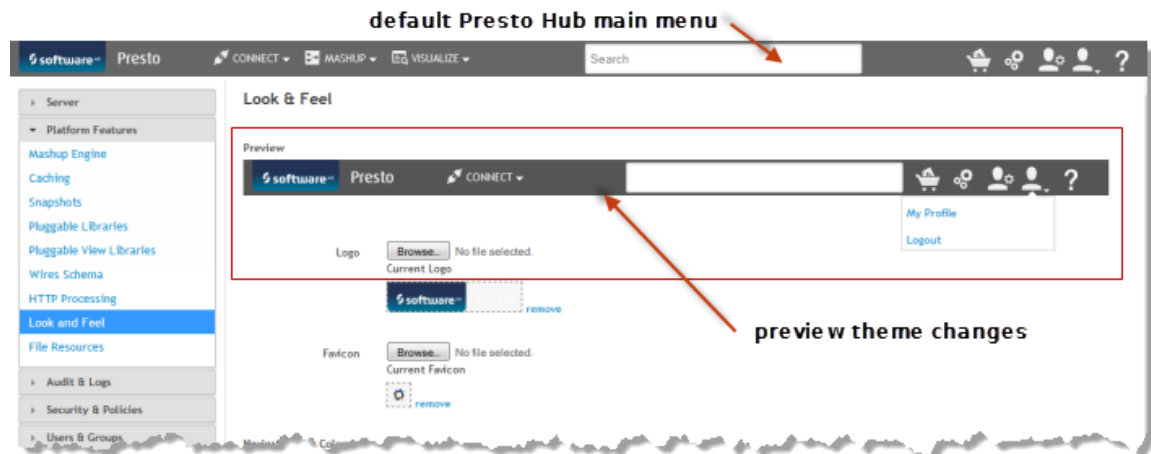 default Presto Hub main menu
software AG Presto CONNECT MASHUP VISUALIZE Search ?
Server
Platform Features
Mashup Engine
Caching
Snapshots
Pluggable Libraries
Pluggable View Libraries
Wires Schema
HTTP Processing
Look and Feel
File Resources
Audit & Logs
Security & Policies
Users & Groups
Look & Feel
Preview
software AG Presto CONNECT ?
My Profile
Logout
Logo Browse... No file selected.
Current Logo
software AG remove
preview theme changes
Favicon Browse... No file selected.
Current Favicon
remove